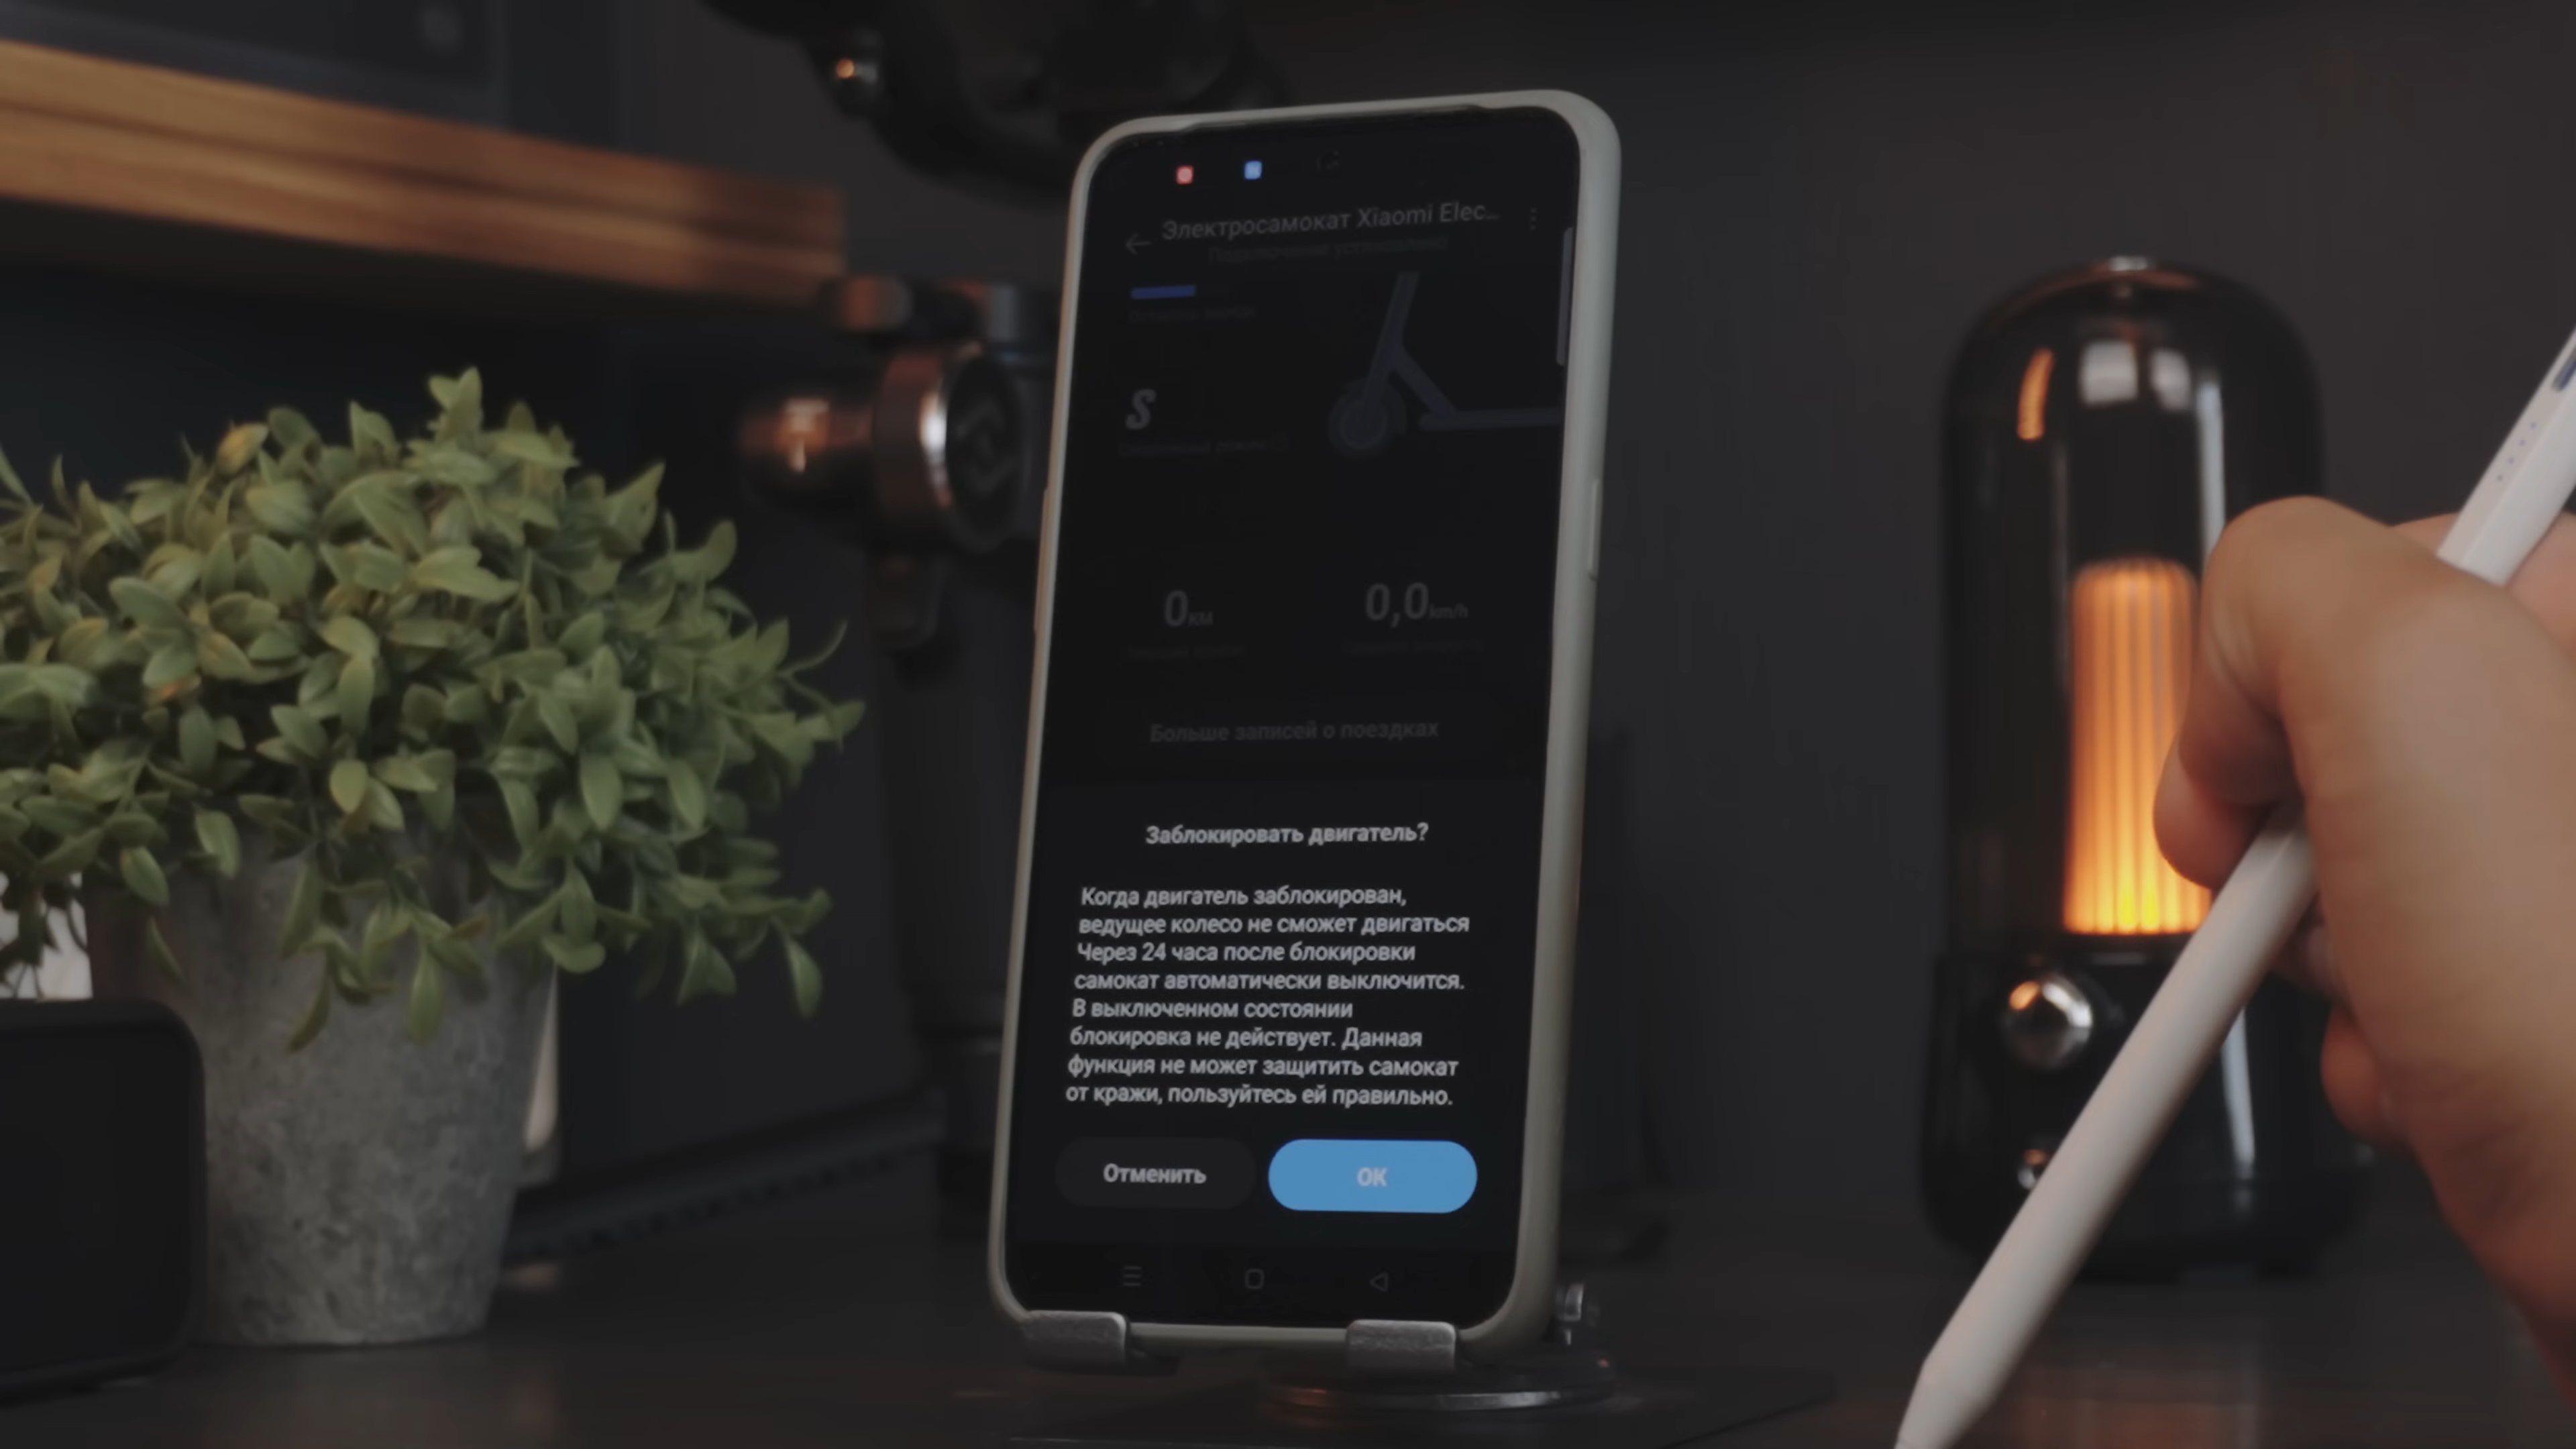 Электросамокат Xiaomi Elec...
Подключение установлено
S
0км
0,0km/h
Больше записей о поездках
Заблокировать двигатель?
Когда двигатель заблокирован,
ведущее колесо не сможет двигаться
Через 24 часа после блокировки
самокат автоматически выключится.
В выключенном состоянии
блокировка не действует. Данная
функция не может защитить самокат
от кражи, пользуйтесь ей правильно.
Отменить
OK